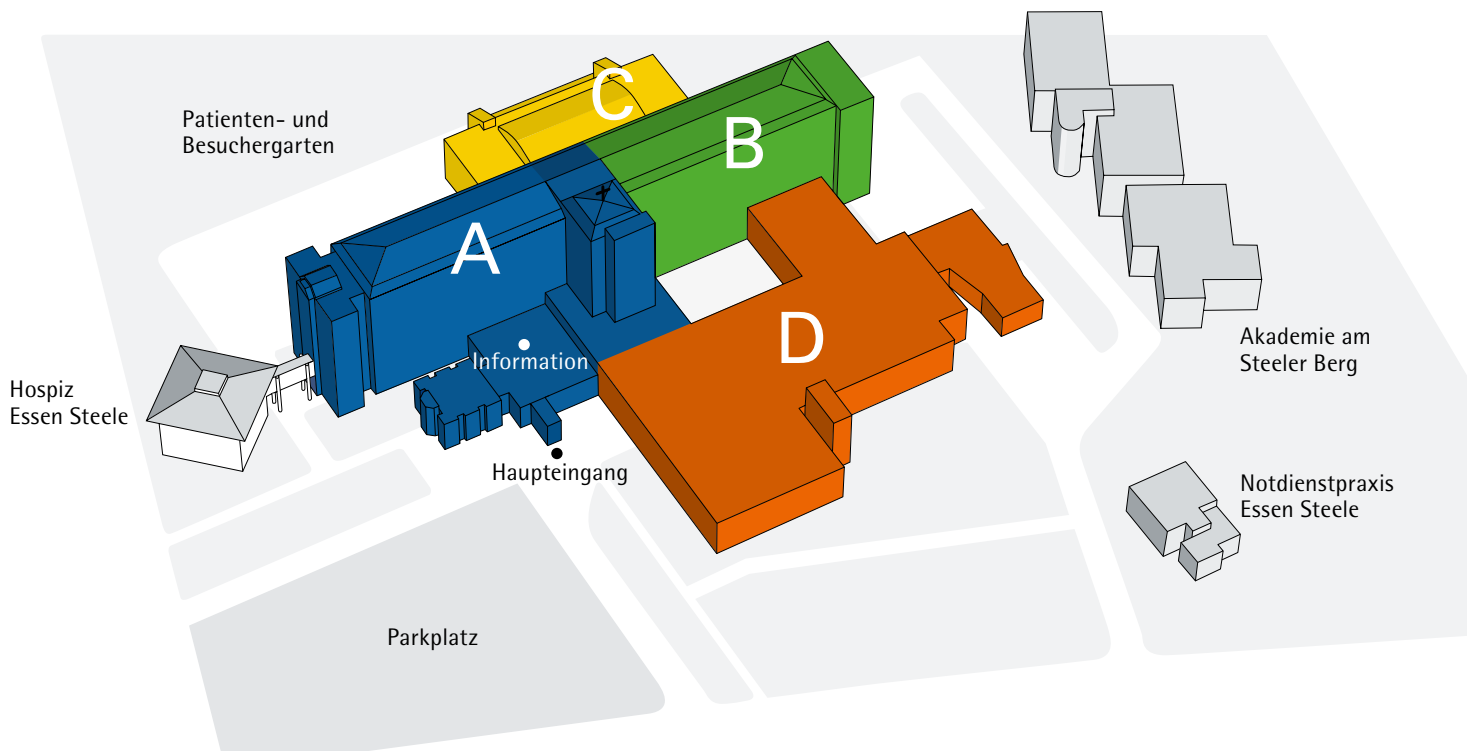 C
Patienten- und
Besuchergarten
B
A
D
Information
Akademie am
Steeler Berg
Hospiz
Essen Steele
Haupteingang
Notdienstpraxis
Essen Steele
Parkplatz